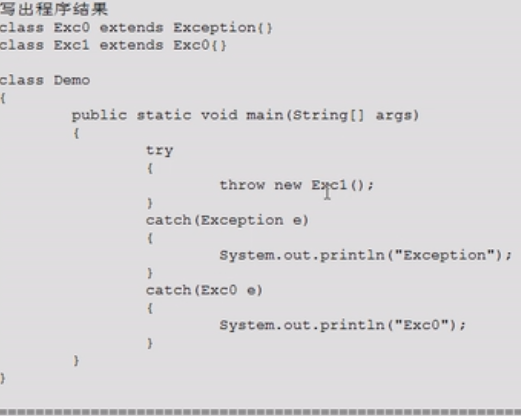 写出程序结果
class Exc0 extends Exception{}
class Exc1 extends Exc0{}
class Demo
{
public static void main(String[] args)
{
try
{
throw new Exc1();
}
catch(Exception e)
{
System.out.println("Exception");
}
catch(Exc0 e)
{
System.out.println("Exc0");
}
}
}